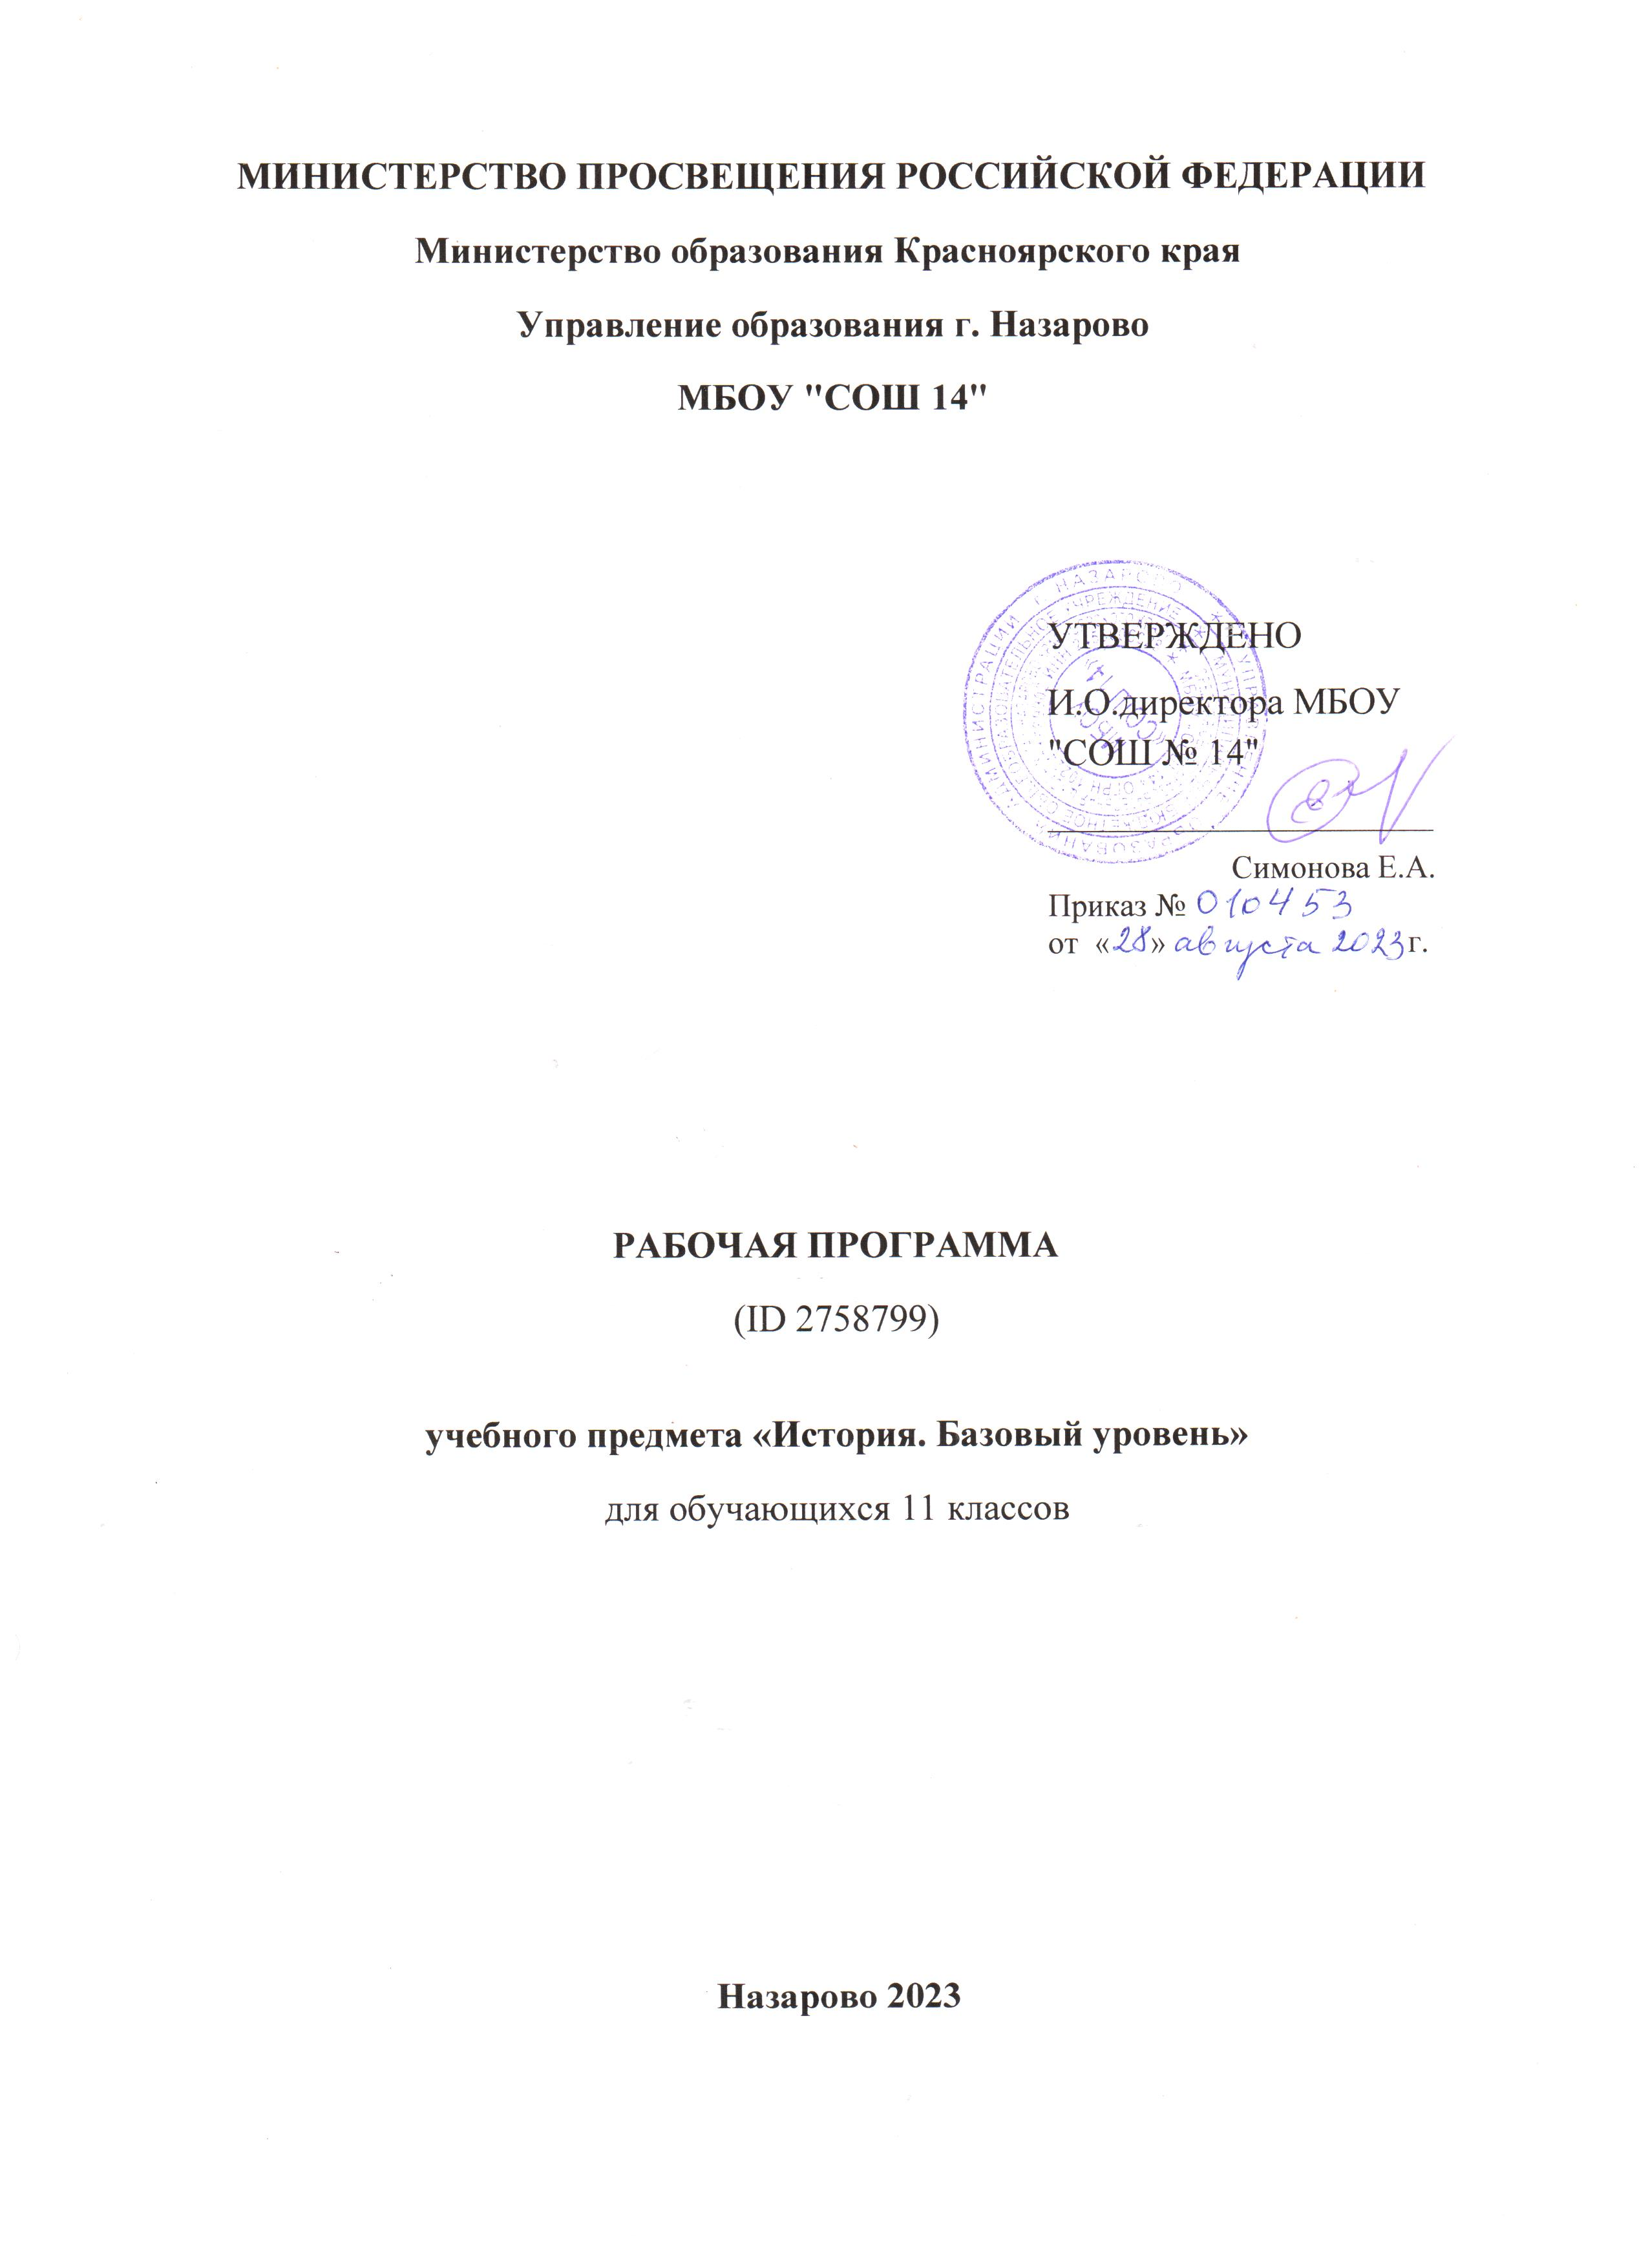 МИНИСТЕРСТВО ПРОСВЕЩЕНИЯ РОССИЙСКОЙ ФЕДЕРАЦИИ
Министерство образования Красноярского края
Управление образования г. Назарово
МБОУ "СОШ 14"
УТВЕРЖДЕНО
И.О.директора МБОУ
"СОШ № 14"
Симонова Е.А.
Приказ № 010453
от «28» августа 2023г.
РАБОЧАЯ ПРОГРАММА
(ID 2758799)
учебного предмета «История. Базовый уровень»
для обучающихся 11 классов
Назарово 2023